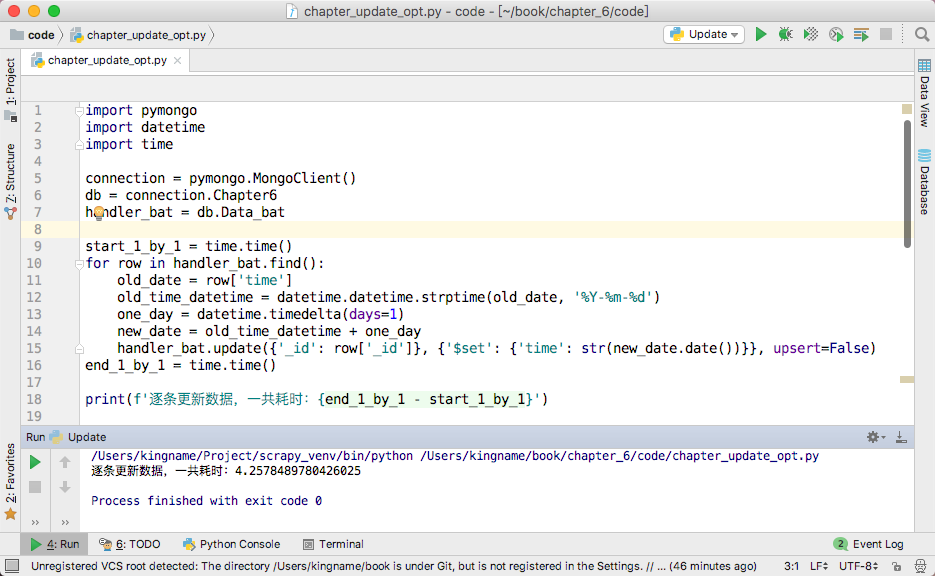 chapter_update_opt.py - code - [~/book/chapter_6/code]
code chapter_update_opt.py Update
chapter_update_opt.py
1: Project
Z: Structure
2: Favorites
Data View
Database
1 import pymongo
2 import datetime
3 import time
4
5 connection = pymongo.MongoClient()
6 db = connection.Chapter6
7 handler_bat = db.Data_bat
8
9 start_1_by_1 = time.time()
10 for row in handler_bat.find():
11     old_date = row['time']
12     old_time_datetime = datetime.datetime.strptime(old_date, '%Y-%m-%d')
13     one_day = datetime.timedelta(days=1)
14     new_date = old_time_datetime + one_day
15     handler_bat.update({'_id': row['_id']}, {'$set': {'time': str(new_date.date())}}, upsert=False)
16 end_1_by_1 = time.time()
17
18 print(f'逐条更新数据，一共耗时：{end_1_by_1 - start_1_by_1}')
19
Run Update
/Users/kingname/Project/scrapy_venv/bin/python /Users/kingname/book/chapter_6/code/chapter_update_opt.py
逐条更新数据，一共耗时：4.2578489780426025
Process finished with exit code 0
4: Run 6: TODO Python Console Terminal 2 Event Log
Unregistered VCS root detected: The directory /Users/kingname/book is under Git, but is not registered in the Settings. // ... (46 minutes ago) 3:1 LF UTF-8